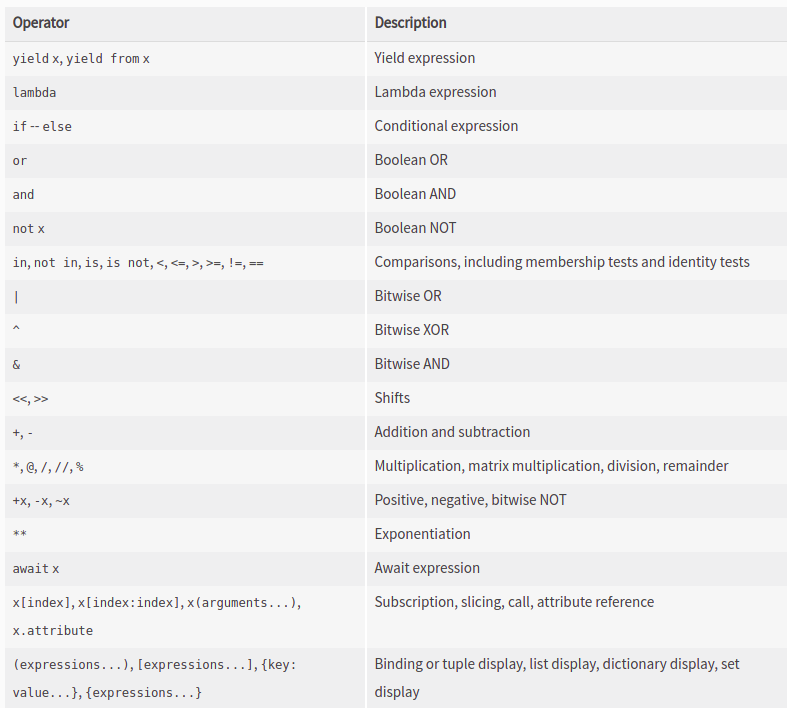 Operator Description
yield x, yield from x Yield expression
lambda Lambda expression
if -- else Conditional expression
or Boolean OR
and Boolean AND
not x Boolean NOT
in, not in, is, is not, <, <=, >, >=, !=, == Comparisons, including membership tests and identity tests
| Bitwise OR
^ Bitwise XOR
& Bitwise AND
<<, >> Shifts
+, - Addition and subtraction
*, @, /, //, % Multiplication, matrix multiplication, division, remainder
+x, -x, ~x Positive, negative, bitwise NOT
** Exponentiation
await x Await expression
x[index], x[index:index], x(arguments...), Subscription, slicing, call, attribute reference
x.attribute
(expressions...), [expressions...], {key: Binding or tuple display, list display, dictionary display, set
value...}, {expressions...} display